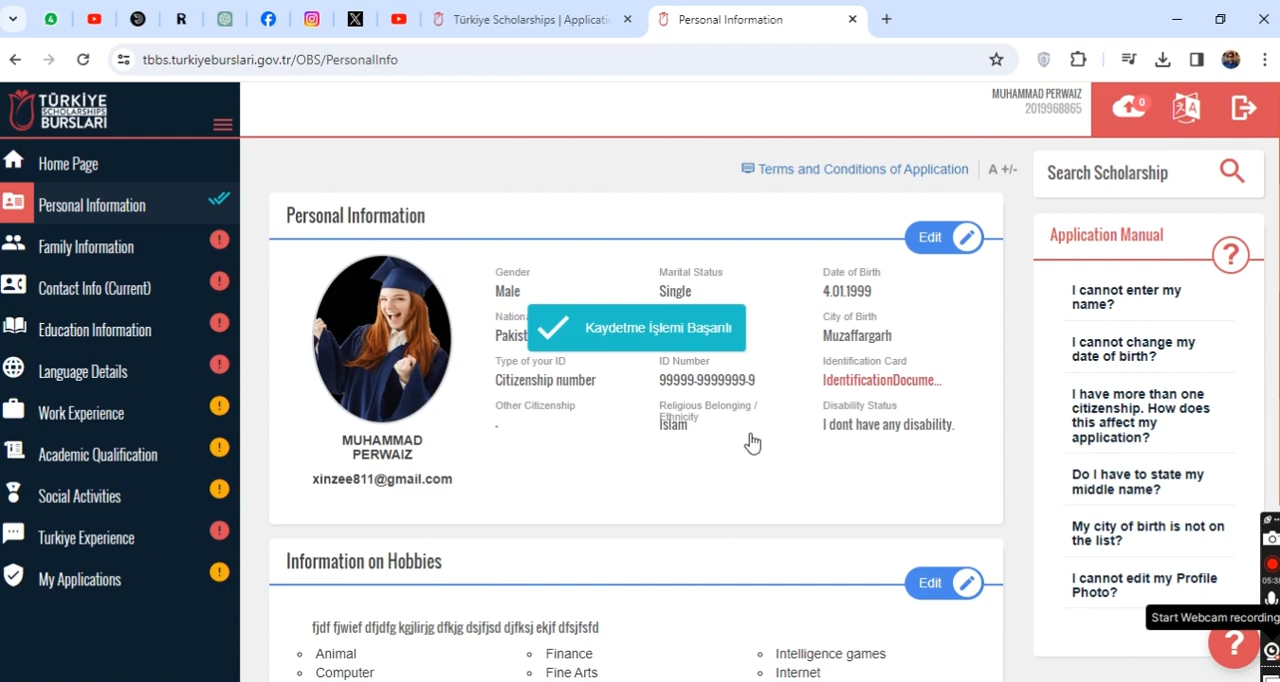 Türkiye Scholarships | Applicatio
Personal Information
tbbs.turkiyeburslari.gov.tr/OBS/PersonalInfo
TÜRKİYE
SCHOLARSHIPS
BURSLARI
MUHAMMAD PERWAIZ
2019968865
0
Home Page
Personal Information
Family Information
Contact Info (Current)
Education Information
Language Details
Work Experience
Academic Qualification
Social Activities
Turkiye Experience
My Applications
Terms and Conditions of Application
A +/-
Personal Information
Edit
MUHAMMAD
PERWAIZ
xinzee811@gmail.com
Gender
Male
Marital Status
Single
Date of Birth
4.01.1999
Nationa
Pakist
Kaydetme İşlemi Başarılı
City of Birth
Muzaffargarh
Type of your ID
Citizenship number
ID Number
99999-9999999-9
Identification Card
IdentificationDocume...
Other Citizenship
-
Religious Belonging /
Ethnicity
Islam
Disability Status
I dont have any disability.
Information on Hobbies
Edit
fjdf fjwief dfjdfg kgjlirjg dfkjg dsjfjsd djfksj ekjf dfsjfsfd
Animal
Finance
Intelligence games
Computer
Fine Arts
Internet
Search Scholarship
Application Manual
?
I cannot enter my
name?
I cannot change my
date of birth?
I have more than one
citizenship. How does
this affect my
application?
Do I have to state my
middle name?
My city of birth is not on
the list?
I cannot edit my Profile
Photo?
Start Webcam recording
?